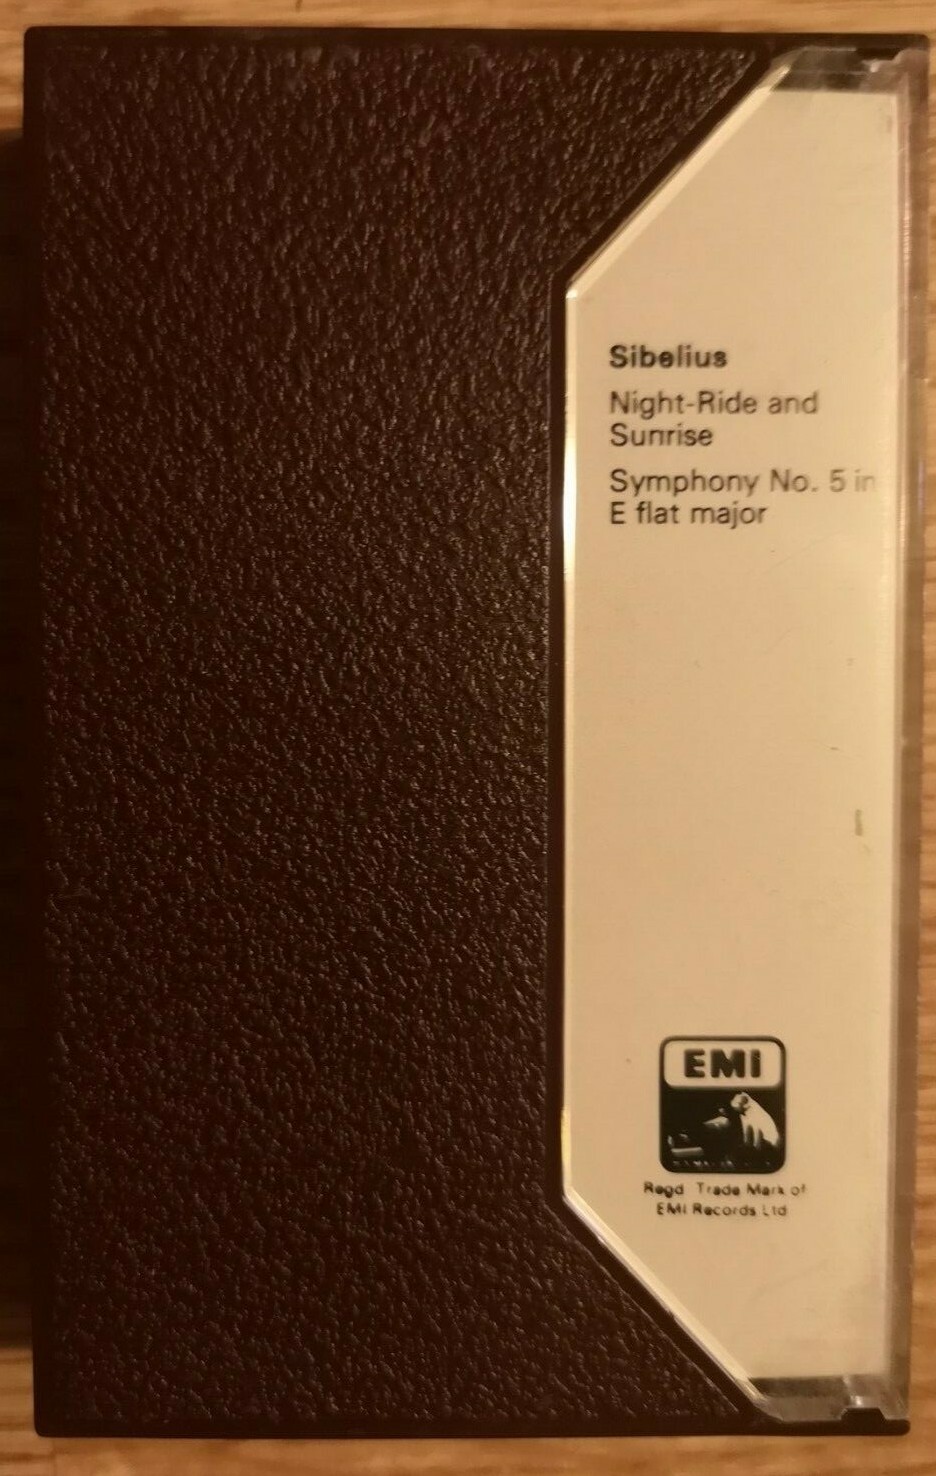 Sibelius
Night-Ride and
Sunrise
Symphony No. 5 in
E flat major
EMI
Regd Trade Mark of
EMI Records Ltd